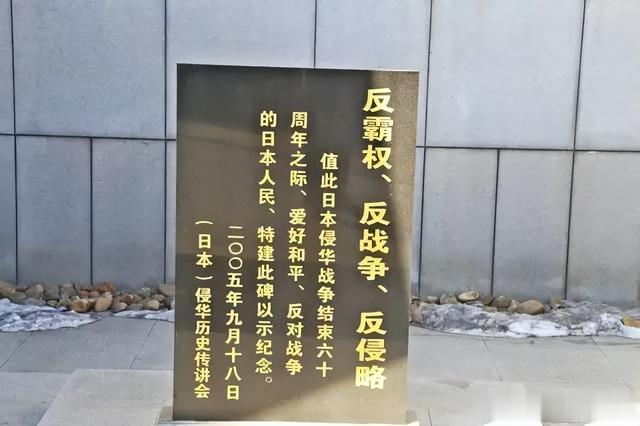 反霸权、反战争、反侵略
值此日本侵华战争结束六十
周年之际、爱好和平、反对战争
的日本人民、特建此碑以示纪念。
二〇〇五年九月十八日
（日本）侵华历史传讲会